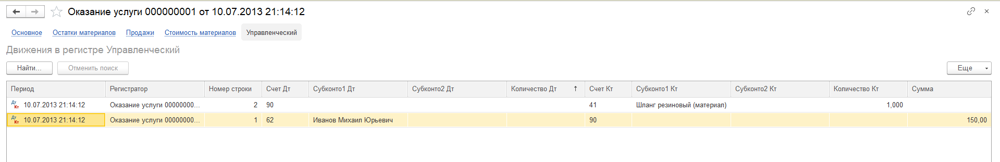 Оказание услуги 000000001 от 10.07.2013 21:14:12
Основное Остатки материалов Продажи Стоимость материалов Управленческий
Движения в регистре Управленческий
Найти... Отменить поиск Еще
Период Регистратор Номер строки Счет Дт Субконто1 Дт Субконто2 Дт Количество Дт ↑ Счет Кт Субконто1 Кт Субконто2 Кт Количество Кт Сумма
Дт Кт 10.07.2013 21:14:12 Оказание услуги 00000000... 2 90 41 Шланг резиновый (материал) 1,000
Дт Кт 10.07.2013 21:14:12 Оказание услуги 00000000... 1 62 Иванов Михаил Юрьевич 90 150,00